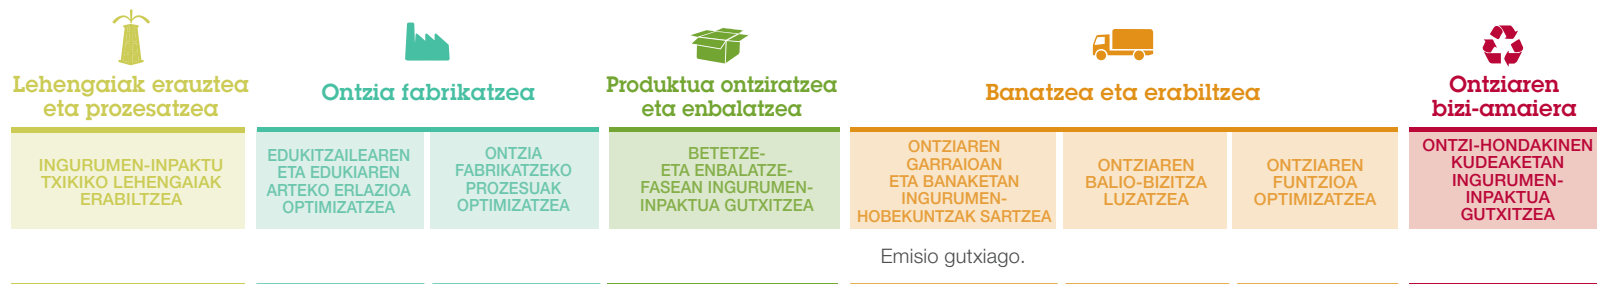 Lehengaiak erauztea
eta prozesatzea
Ontzia fabrikatzea
Produktua ontziratzea
eta enbalatzea
Banatzea eta erabiltzea
Ontziaren
bizi-amaiera
INGURUMEN-INPAKTU
TXIKIKO LEHENGAIAK
ERABILTZEA
EDUKITZAILEAREN
ETA EDUKIAREN
ARTEKO ERLAZIOA
OPTIMIZATZEA
ONTZIA
FABRIKATZEKO
PROZESUAK
OPTIMIZATZEA
BETETZE-
ETA ENBALATZE-
FASEAN INGURUMEN-
INPAKTUA GUTXITZEA
ONTZIAREN
GARRAIOAN
ETA BANAKETAN
INGURUMEN-
HOBEKUNTZAK SARTZEA
ONTZIAREN
BALIO-BIZITZA
LUZATZEA
ONTZIAREN
FUNTZIOA
OPTIMIZATZEA
ONTZI-HONDAKINEN
KUDEAKETAN
INGURUMEN-
INPAKTUA
GUTXITZEA
Emisio gutxiago.